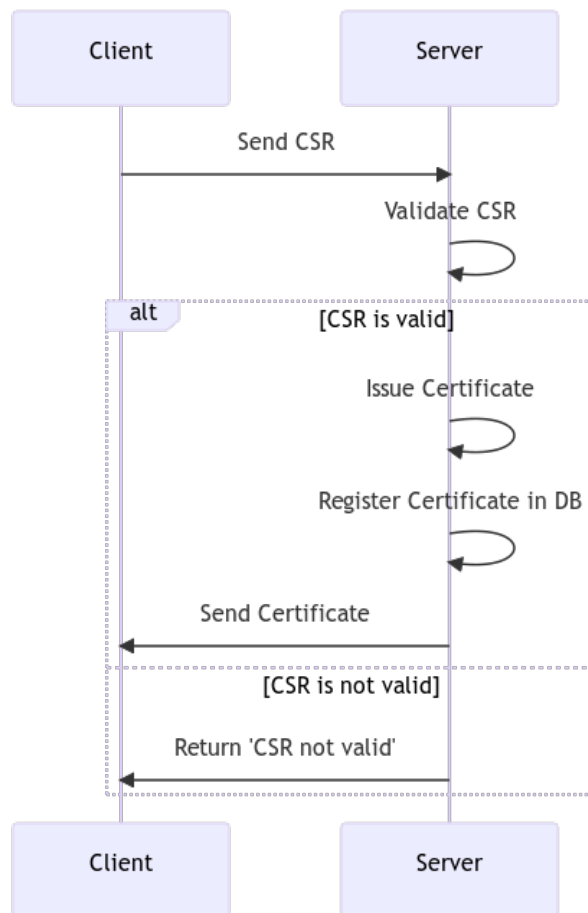 Client Server
Send CSR
Validate CSR
alt [CSR is valid]
Issue Certificate
Register Certificate in DB
Send Certificate
[CSR is not valid]
Return 'CSR not valid'
Client Server